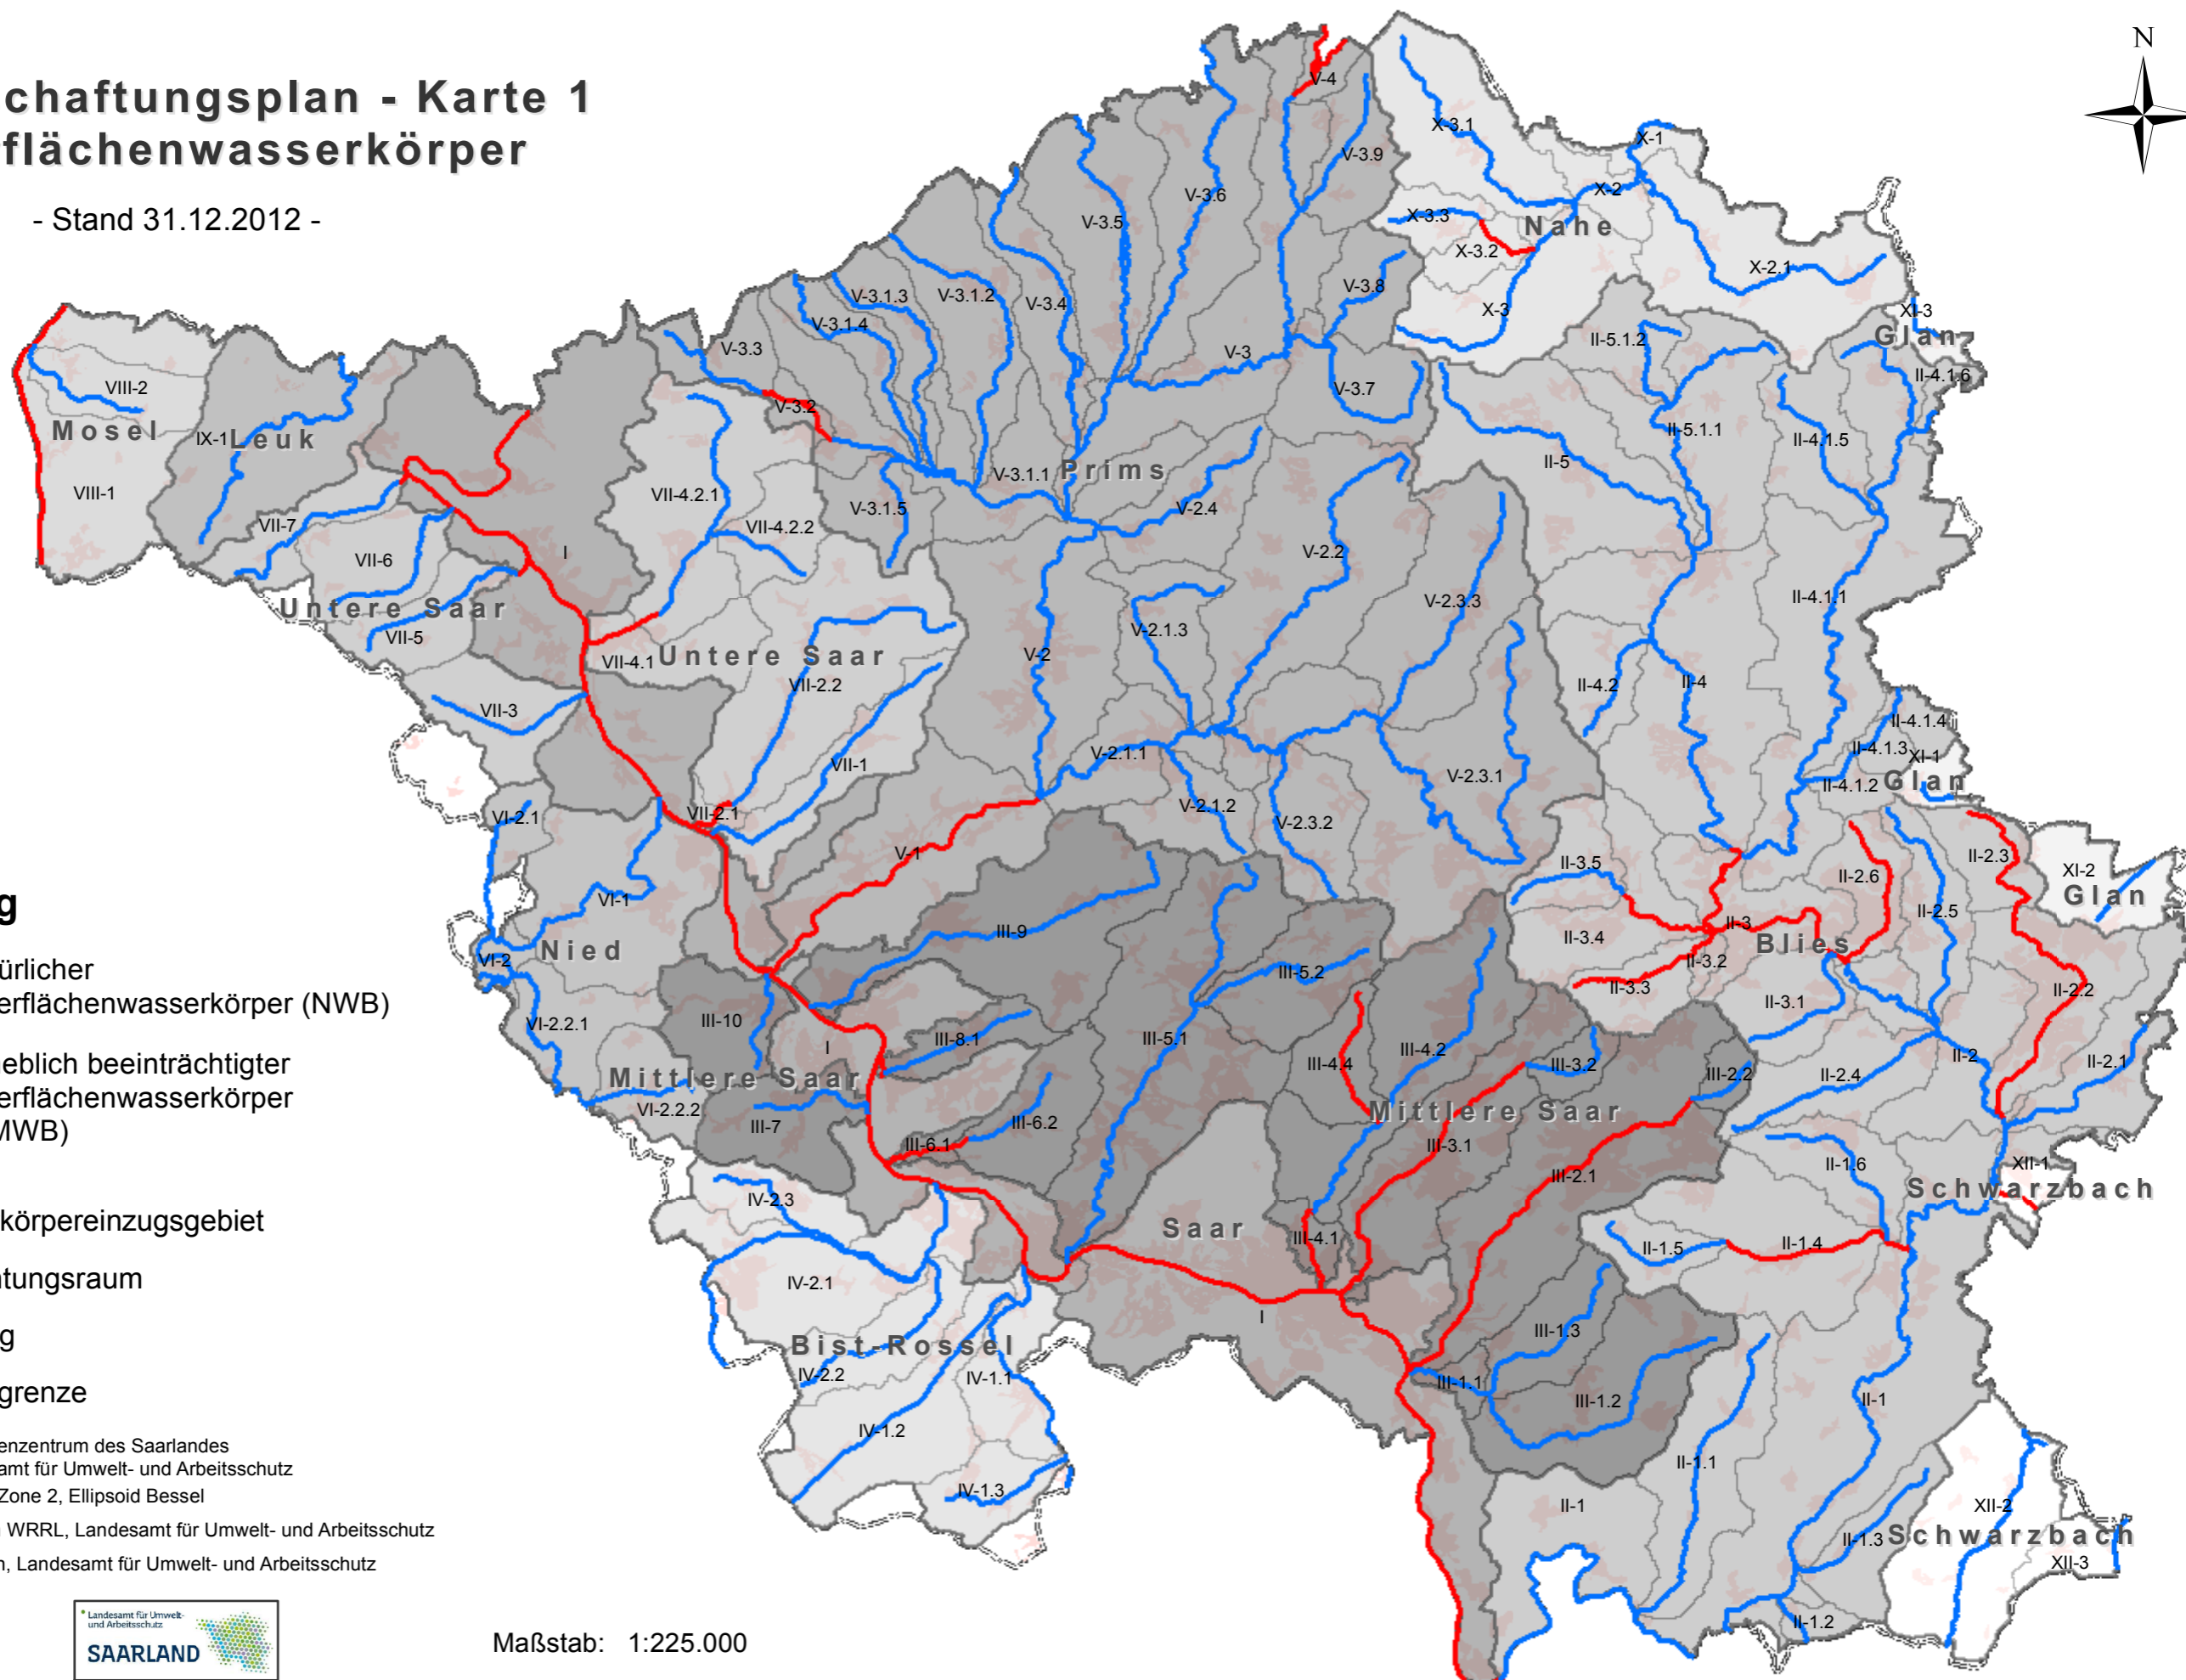 chaftungsplan - Karte 1
flächenwasserkörper
- Stand 31.12.2012 -
N
V-4
X-3.1
X-1
V-3.9
X-2
V-3.6
V-3.5
X-3.3
Nahe
X-3.2
X-2.1
V-3.8
V-3.1.3
V-3.1.2
V-3.4
X-3
XI-3
V-3.1.4
Glan
II-5.1.2
V-3.3
V-3
II-4.1.6
VIII-2
V-3.7
V-3.2
Mosel
IX-1
Leuk
II-5.1.1
II-4.1.5
II-5
V-3.1.1
Prims
VIII-1
VII-4.2.1
V-3.1.5
V-2.4
VII-7
VII-4.2.2
I
V-2.2
VII-6
II-4.1.1
V-2.3.3
Untere Saar
VII-5
V-2.1.3
V-2
VII-4.1
Untere Saar
VII-2.2
II-4.2
II-4
VII-3
II-4.1.4
II-4.1.3
XI-1
V-2.1.1
VII-1
V-2.3.1
II-4.1.2
Glan
V-2.1.2
VI-2.1
VII-2.1
V-2.3.2
V-1
II-3.5
II-2.3
II-2.6
XI-2
Glan
VI-1
II-2.5
III-9
II-3
II-3.4
Blies
Nied
VI-2
II-3.2
III-5.2
II-3.3
II-2.2
II-3.1
III-10
VI-2.2.1
III-8.1
III-5.1
I
III-4.2
II-2
III-4.4
III-3.2
II-2.1
Mittlere Saar
III-2.2
II-2.4
VI-2.2.2
Mittlere Saar
III-7
III-6.2
III-6.1
III-3.1
II-1.6
XII-1
III-2.1
Schwarzbach
IV-2.3
Saar
III-4.1
II-1.5
II-1.4
IV-2.1
I
III-1.3
Bist-Rossel
IV-2.2
IV-1.1
III-1.1
III-1.2
II-1
IV-1.2
II-1.1
IV-1.3
II-1
XII-2
Schwarzbach
II-1.3
XII-3
II-1.2
g
ürlicher
erflächenwasserkörper (NWB)
eblich beeinträchtigter
erflächenwasserkörper
MWB)
körpereinzugsgebiet
htungsraum
g
grenze
enzentrum des Saarlandes
amt für Umwelt- und Arbeitsschutz
Zone 2, Ellipsoid Bessel
WRRL, Landesamt für Umwelt- und Arbeitsschutz
n, Landesamt für Umwelt- und Arbeitsschutz
Landesamt für Umwelt-
und Arbeitsschutz
SAARLAND
Maßstab: 1:225.000